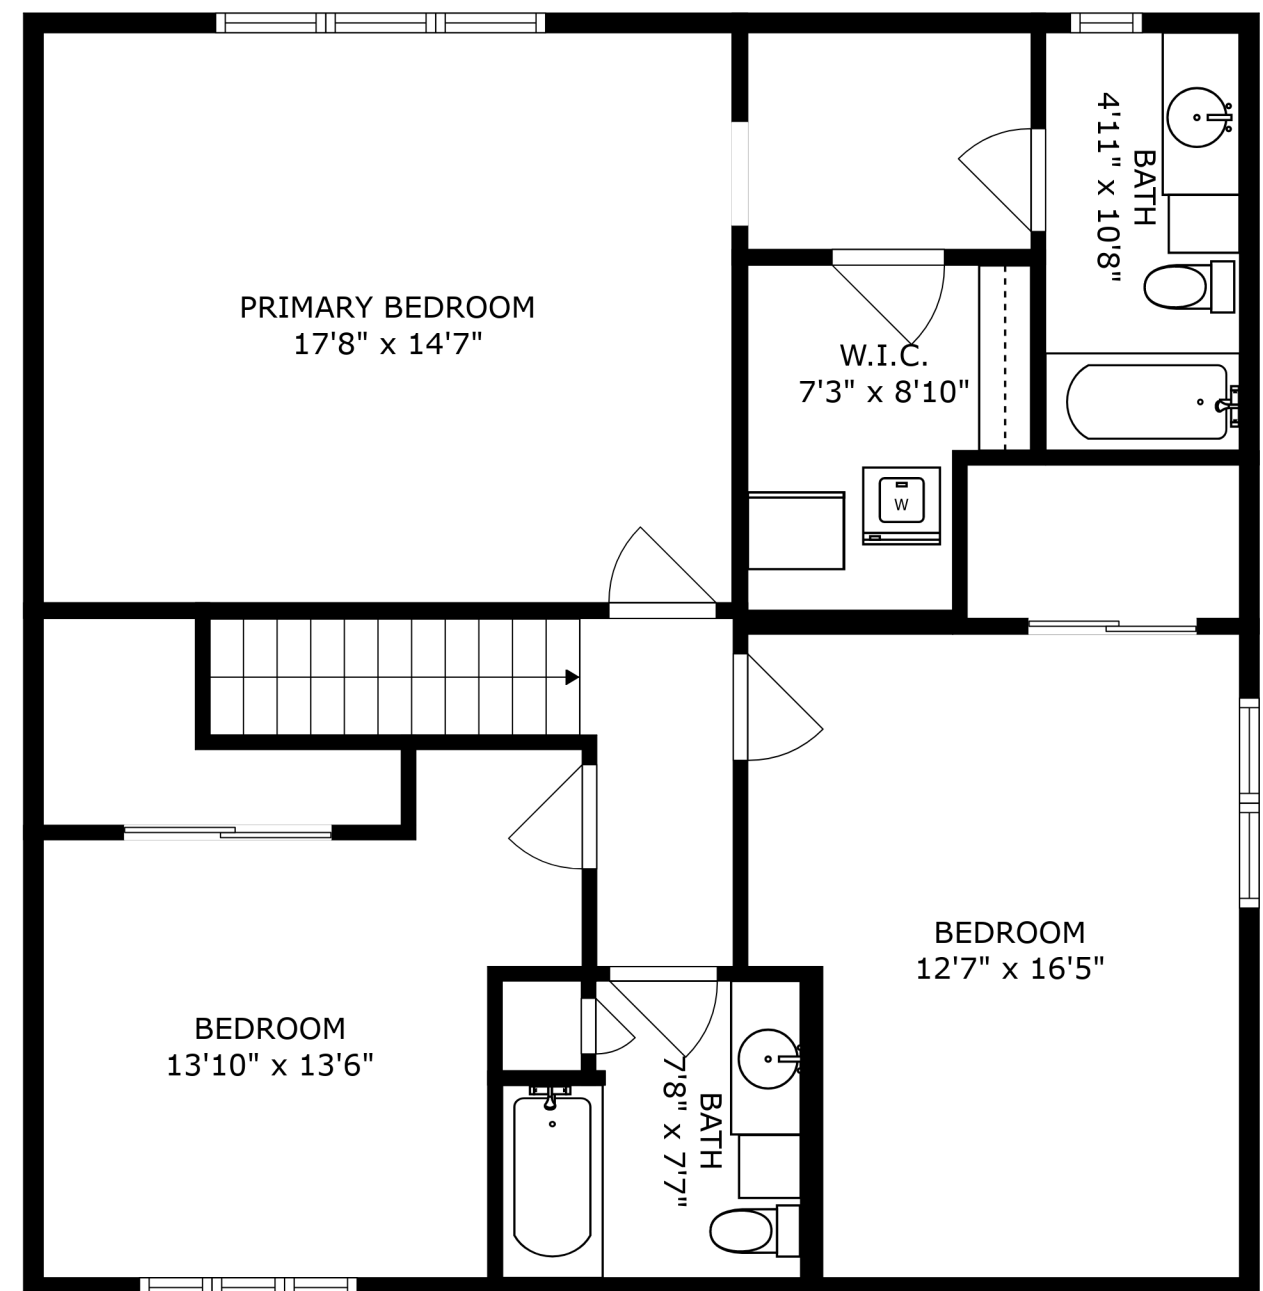 PRIMARY BEDROOM
17'8" x 14'7"
BATH
4'11" x 10'8"
W.I.C.
7'3" x 8'10"
W
BEDROOM
12'7" x 16'5"
BEDROOM
13'10" x 13'6"
BATH
7'8" x 7'7"